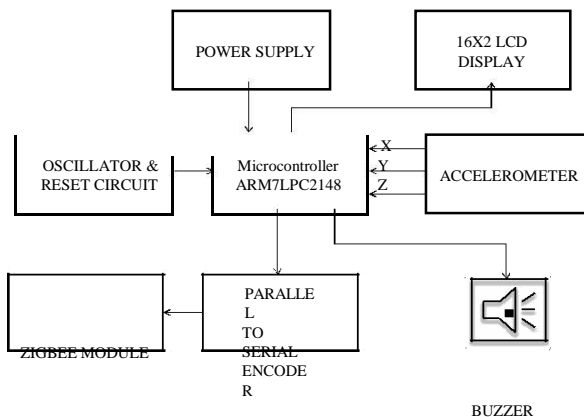 POWER SUPPLY
16X2 LCD
DISPLAY
OSCILLATOR &
RESET CIRCUIT
Microcontroller
ARM7LPC2148
X
Y
Z
ACCELEROMETER
ZIGBEE MODULE
PARALLE
L
TO
SERIAL
ENCODE
R
BUZZER